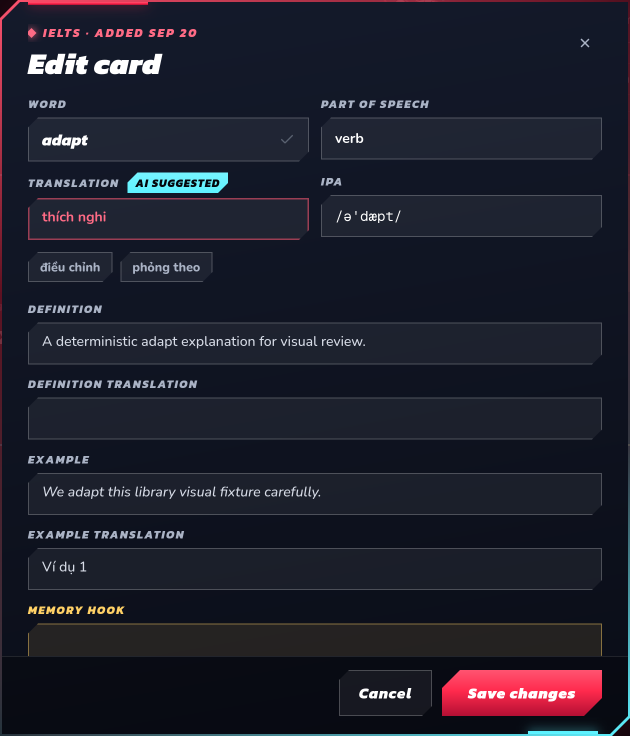 IELTS · ADDED SEP 20
Edit card
WORD
PART OF SPEECH
adapt
verb
TRANSLATION AI SUGGESTED
IPA
thích nghi
/əˈdæpt/
điều chỉnh phỏng theo
DEFINITION
A deterministic adapt explanation for visual review.
DEFINITION TRANSLATION
EXAMPLE
We adapt this library visual fixture carefully.
EXAMPLE TRANSLATION
Ví dụ 1
MEMORY HOOK
Cancel Save changes